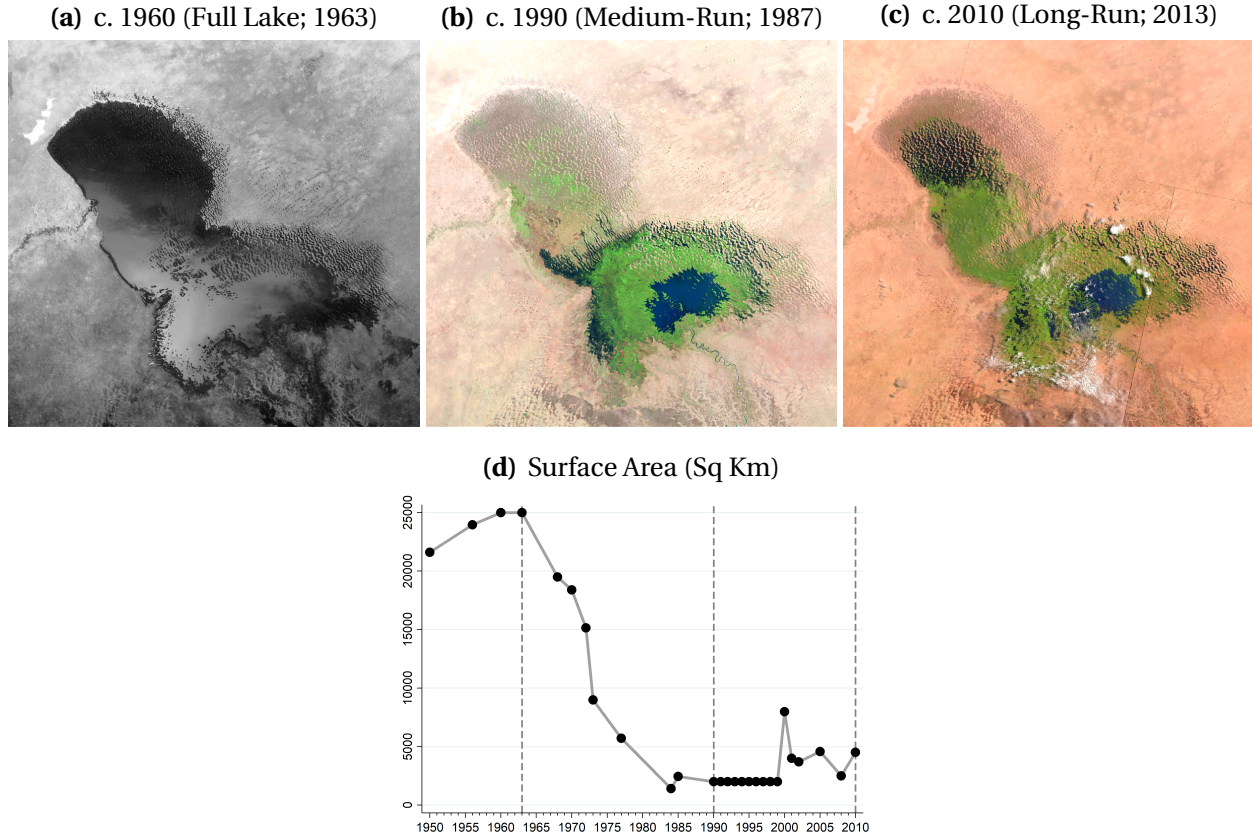 (a) c. 1960 (Full Lake; 1963)
(b) c. 1990 (Medium-Run; 1987)
(c) c. 2010 (Long-Run; 2013)
(d) Surface Area (Sq Km)
25000
20000
15000
10000
5000
0
1950 1955 1960 1965 1970 1975 1980 1985 1990 1995 2000 2005 2010